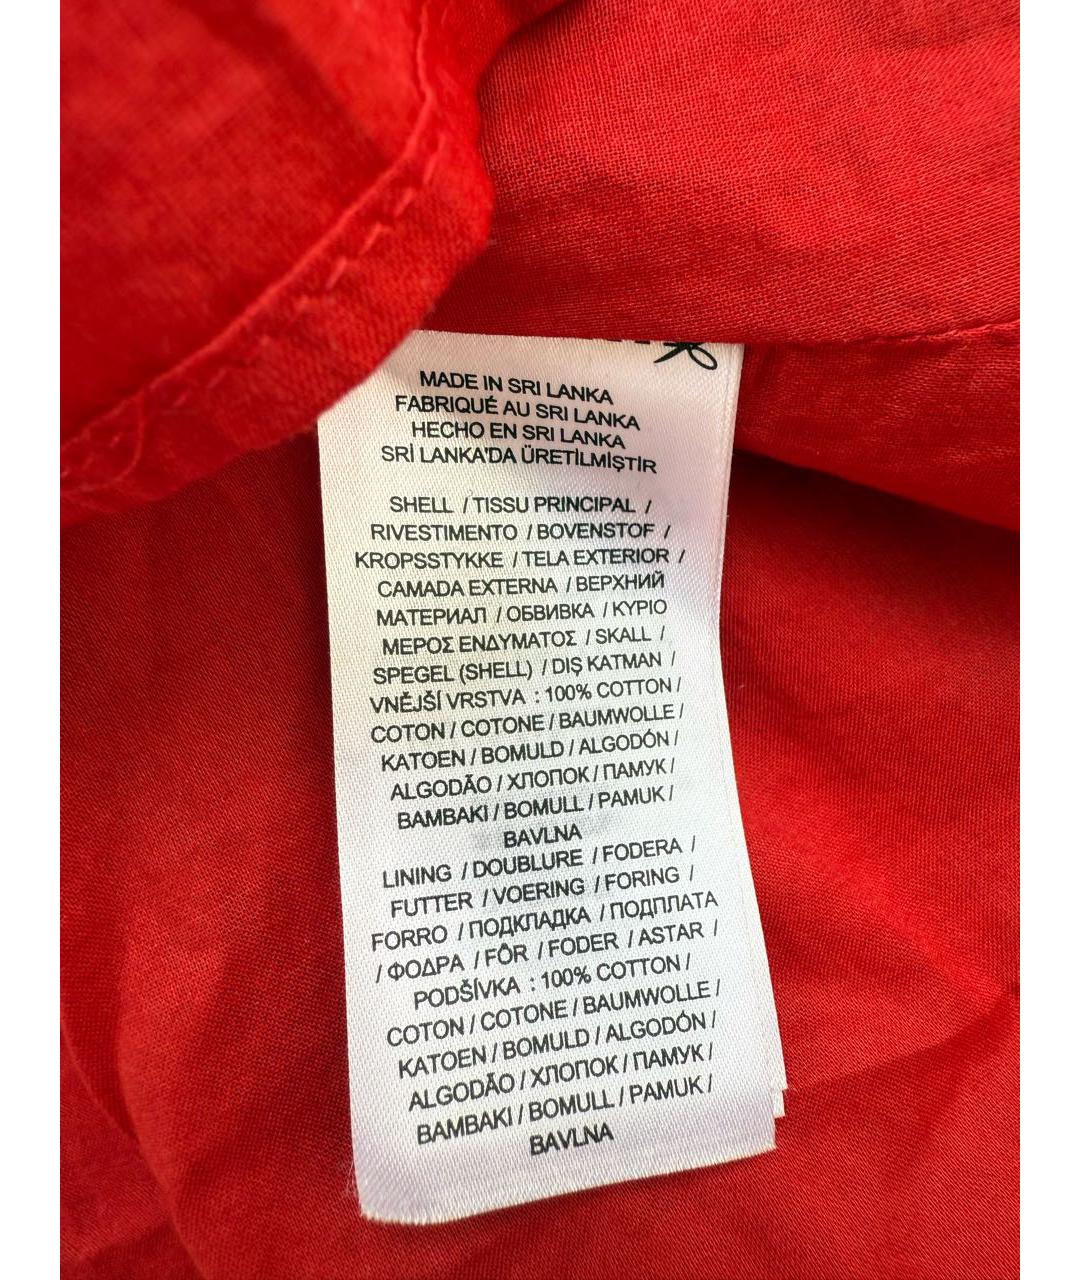 MADE IN SRI LANKA
FABRIQUÉ AU SRI LANKA
HECHO EN SRI LANKA
SRİ LANKA'DA ÜRETİLMİŞTİR
SHELL / TISSU PRINCIPAL /
RIVESTIMENTO / BOVENSTOF /
KROPSSTYKKE / TELA EXTERIOR /
CAMADA EXTERNA / ВЕРХНИЙ
МАТЕРИАЛ / ОБВИВКА / ΚΥΡΙΟ
ΜΕΡΟΣ ΕΝΔΥΜΑΤΟΣ / SKALL /
SPEGEL (SHELL) / DIŞ KATMAN /
VNĚJŠÍ VRSTVA : 100% COTTON /
COTON / COTONE / BAUMWOLLE /
KATOEN / BOMULD / ALGODÓN /
ALGODÃO / ХЛОПОК / ПАМУК /
BAMBAKI / BOMULL / PAMUK /
BAVLNA
LINING / DOUBLURE / FODERA /
FUTTER / VOERING / FORING /
FORRO / ПОДКЛАДКА / ПОДПЛАТА
/ ΦΟΔΡΑ / FÔR / FODER / ASTAR /
PODŠÍVKA : 100% COTTON /
COTON / COTONE / BAUMWOLLE /
KATOEN / BOMULD / ALGODÓN /
ALGODÃO / ХЛОПОК / ПАМУК /
BAMBAKI / BOMULL / PAMUK /
BAVLNA